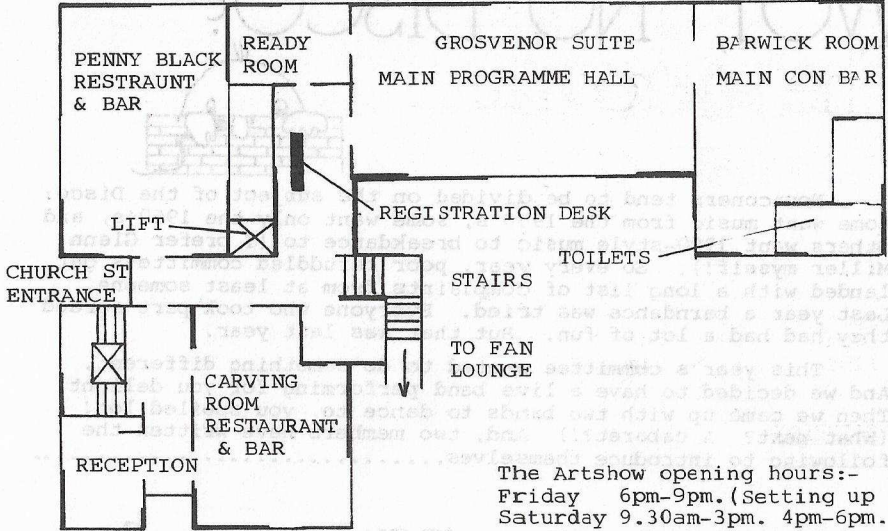 PENNY BLACK
RESTRAUNT
& BAR
READY
ROOM
GROSVENOR SUITE
MAIN PROGRAMME HALL
BARWICK ROOM
MAIN CON BAR
REGISTRATION DESK
LIFT
TOILETS
CHURCH ST
ENTRANCE
STAIRS
TO FAN
LOUNGE
CARVING
ROOM
RESTAURANT
& BAR
RECEPTION
The Artshow opening hours:-
Friday 6pm-9pm.(Setting up
Saturday 9.30am-3pm. 4pm-6pm.